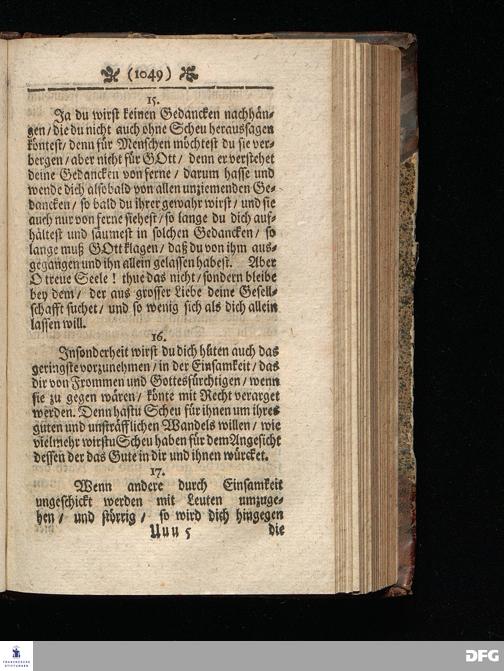 (1049)
15.
Ja du wirst keinen Gedancken nachhän-
gen / die du nicht auch ohne Scheu heraussagen
köntest / denn für Menschen möchtest du sie ver-
bergen / aber nicht für GOtt / denn er verstehet
deine Gedancken von ferne / darum hasse und
wende dich alsobald von allen unziemenden Ge-
dancken / so bald du ihrer gewahr wirst / und sie
auch nur von ferne siehest / so lange du dich auf-
hältest und säumest in solchen Gedancken / so
lange muß GOtt klagen / daß du von ihm aus-
gegangen und ihn allein gelassen habest. Aber
O treue Seele ! thue das nicht / sondern bleibe
bey dem / der aus grosser Liebe deine Gesell-
schafft suchet / und so wenig sich als dich allein
lassen will.
16.
Insonderheit wirst du dich hüten auch das
geringste vorzunehmen / in der Einsamkeit / das
dir von Frommen und Gottesfürchtigen / wenn
sie zu gegen wären / könte mit Recht verarget
werden. Denn hastu Scheu für ihnen um ihres
guten und unsträfflichen Wandels willen / wie
vielmehr wirstu Scheu haben für dem Angesicht
dessen der das Gute in dir und ihnen würcket.
17.
Wenn andere durch Einsamkeit
ungeschickt werden mit Leuten umzuge-
hen / und störrig / so wird dich hingegen
Uuu 5 die
FRANCKESCHE
STIFTUNGEN
DFG